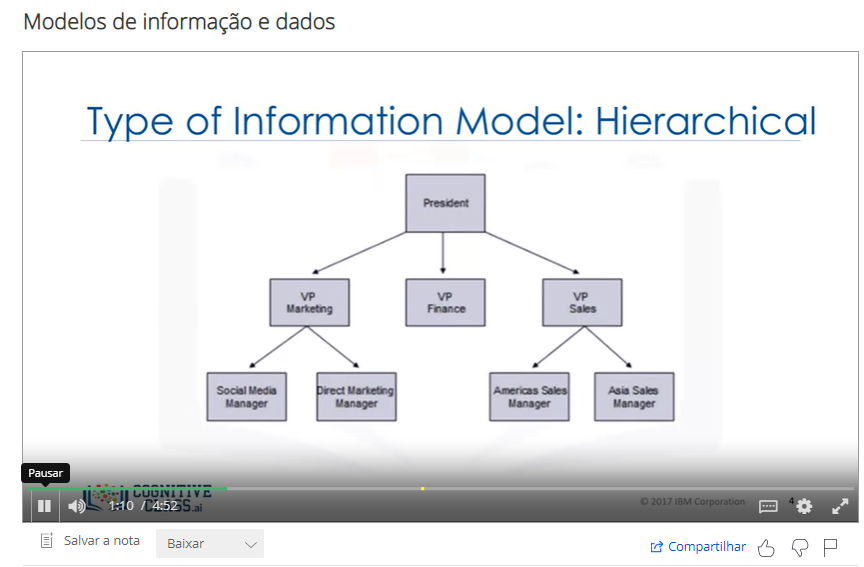 Modelos de informação e dados
Type of Information Model: Hierarchical
President
VP
Marketing
VP
Finance
VP
Sales
Social Media
Manager
Direct Marketing
Manager
Americas Sales
Manager
Asia Sales
Manager
Pausar
COGNITIVE
CLASS.ai
1:10 / 4:52
© 2017 IBM Corporation
4
Salvar a nota
Baixar
Compartilhar